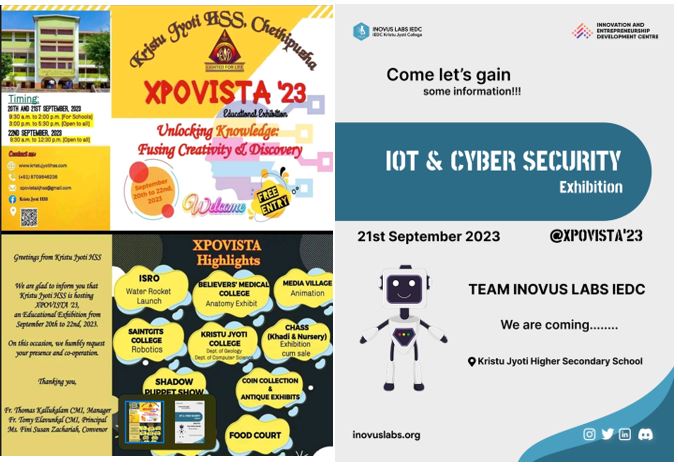 Kristu Jyoti HSS, Chethipuzha
LIGHTED FOR LIFE
XPOVISTA '23
Educational Exhibition
Unlocking Knowledge:
Fusing Creativity & Discovery
September
20th to 22nd,
2023
Welcome
FREE
ENTRY
Timing:
20TH AND 21ST SEPTEMBER, 2023
9:30 a.m. to 2:00 p.m. [For Schools]
3:00 p.m. to 5:30 p.m. [Open to all]
22ND SEPTEMBER, 2023
9:30 a.m. to 12:30 p.m. [Open to all]
Contact us:
www.kristujyotihss.com
Kristu Jyoti HSS
Greetings from Kristu Jyoti HSS
We are glad to inform you that
Kristu Jyoti HSS is hosting
XPOVISTA '23,
an Educational Exhibition from
September 20th to 22nd, 2023.
On this occasion, we humbly request
your presence and co-operation.
Thanking you,
Fr. Thomas Kallukalam CMI, Manager
Fr. Tomy Elavunkal CMI, Principal
Ms. Fini Susan Zachariah, Convenor
XPOVISTA
Highlights
ISRO
Water Rocket
Launch
BELIEVERS' MEDICAL
COLLEGE
Anatomy Exhibit
MEDIA VILLAGE
Animation
SAINTGITS
COLLEGE
Robotics
KRISTU JYOTI
COLLEGE
Dept. of Geology
Dept. of Computer Science
CHASS
(Khadi & Nursery)
Exhibition
cum sale
SHADOW
PUPPET SHOW
COIN COLLECTION
&
ANTIQUE EXHIBITS
FOOD COURT
INOVUS LABS IEDC
IEDC Kristu Jyoti College
INNOVATION AND
ENTREPRENEURSHIP
DEVELOPMENT CENTRE
Come let's gain
some information!!!
IOT & CYBER SECURITY
Exhibition
21st September 2023
@XPOVISTA'23
TEAM INOVUS LABS IEDC
We are coming........
Kristu Jyoti Higher Secondary School
inovuslabs.org